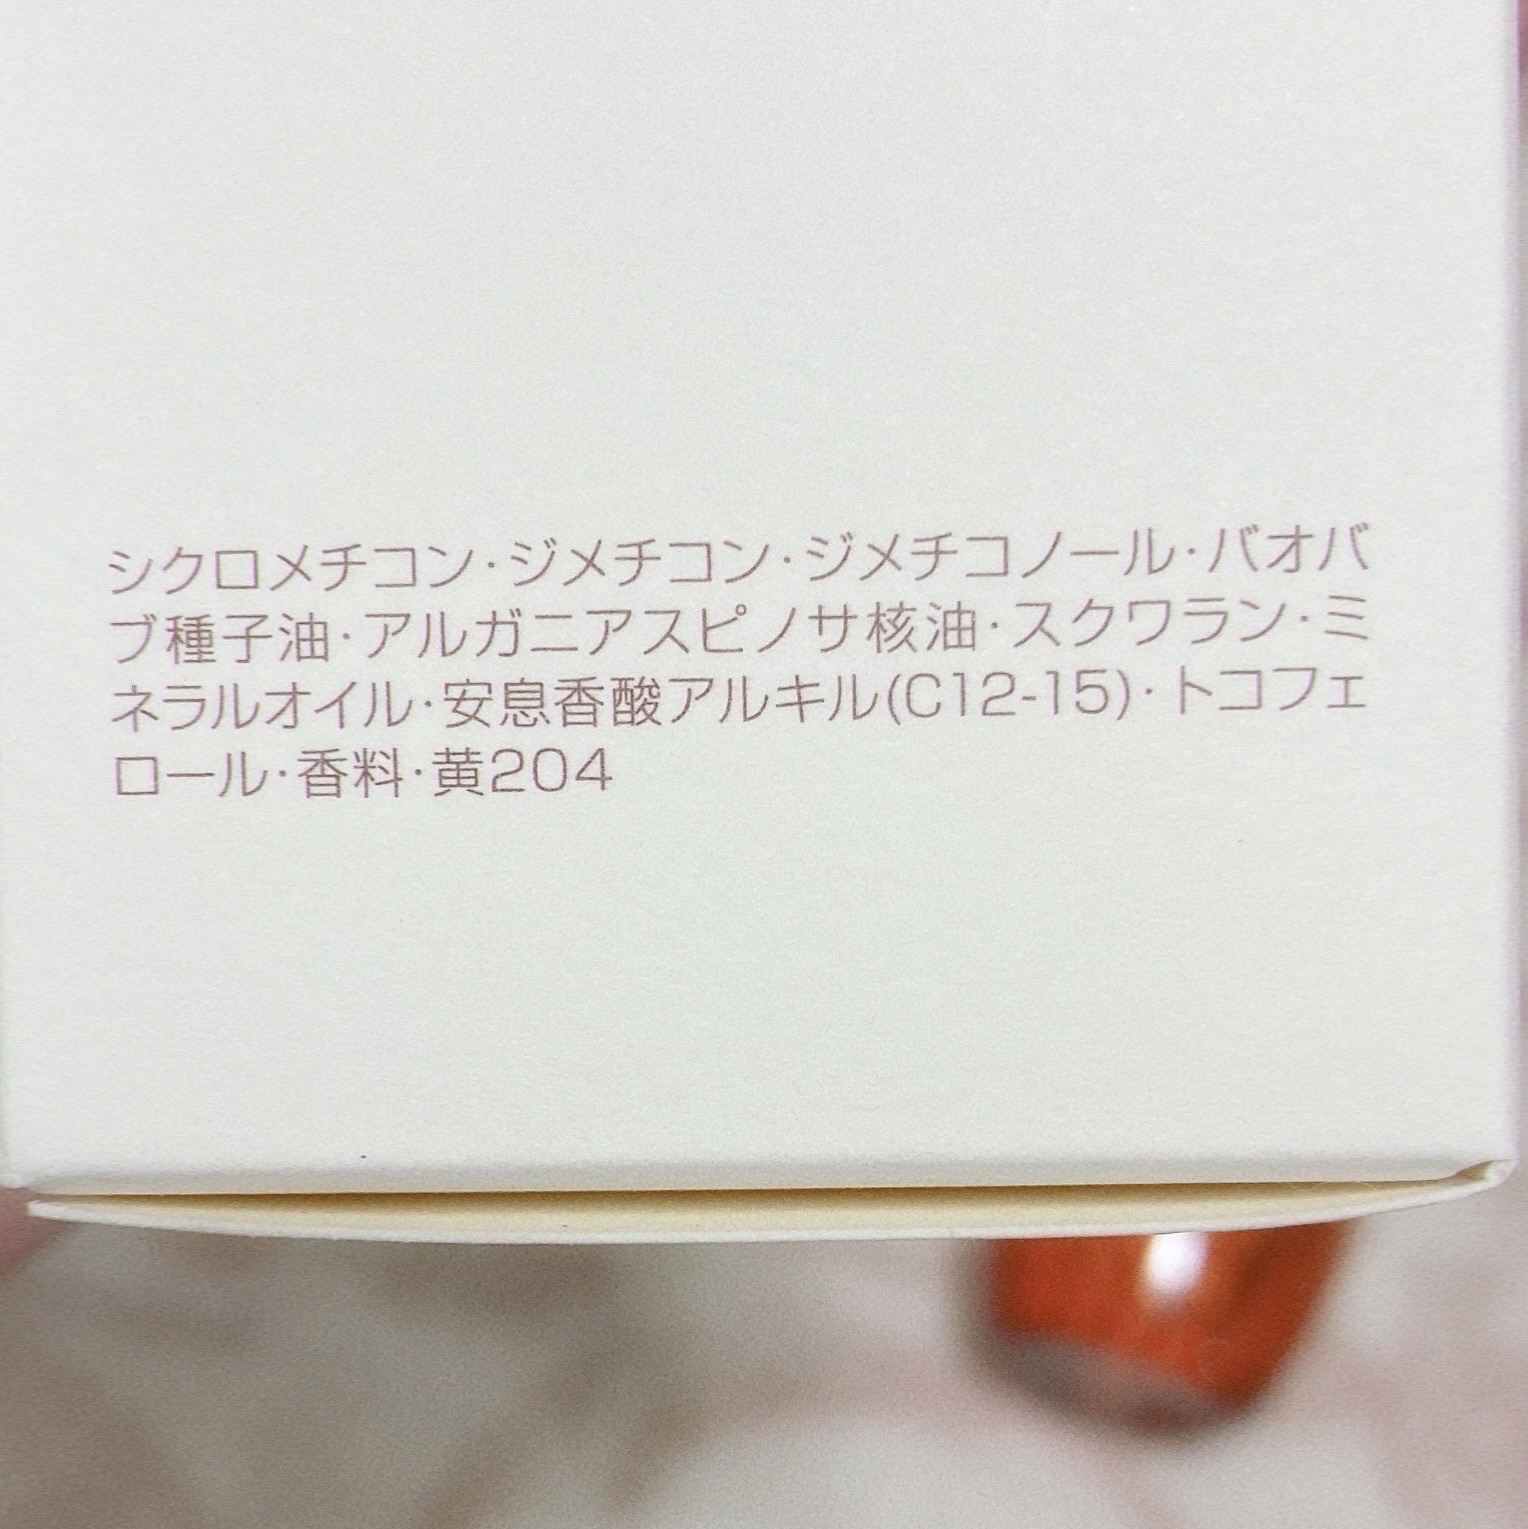 シクロメチコン・ジメチコン・ジメチコノール・バオバ
ブ種子油・アルガニアスピノサ核油・スクワラン・ミ
ネラルオイル・安息香酸アルキル(C12-15)・トコフェ
ロール・香料・黄204